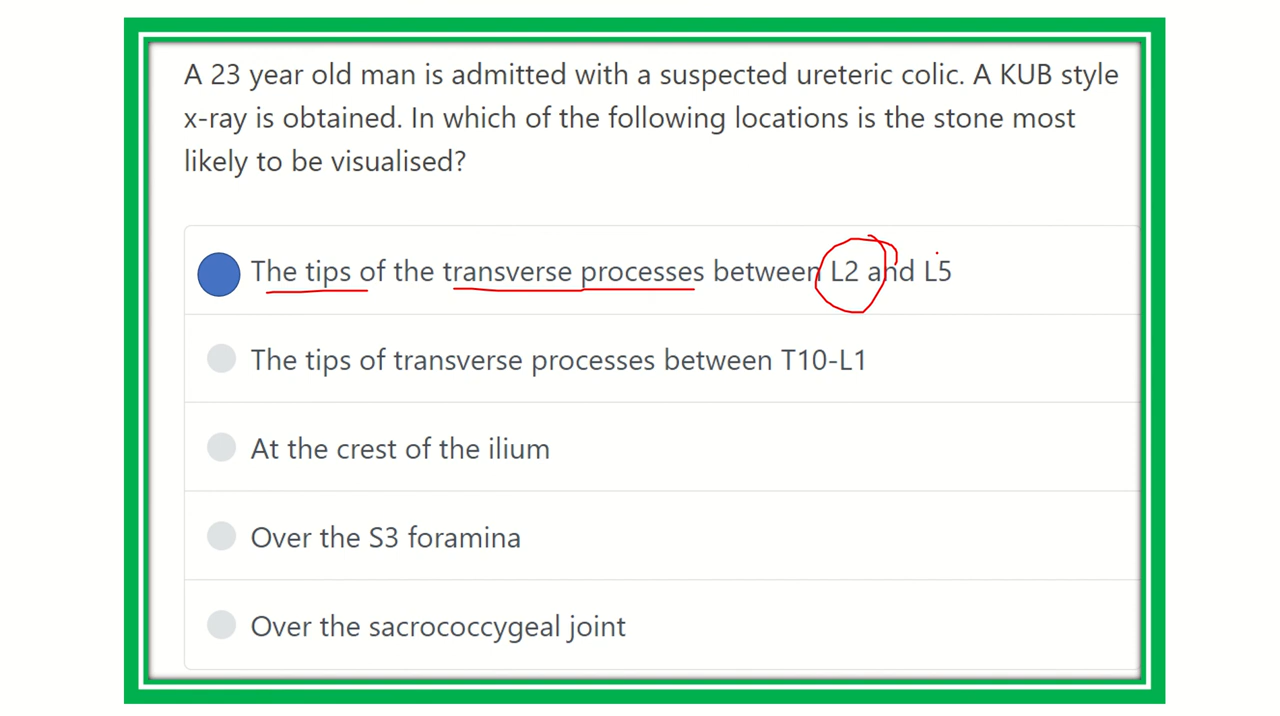 A 23 year old man is admitted with a suspected ureteric colic. A KUB style
x-ray is obtained. In which of the following locations is the stone most
likely to be visualised?
The tips of the transverse processes between L2 and L5
The tips of transverse processes between T10-L1
At the crest of the ilium
Over the S3 foramina
Over the sacrococcygeal joint